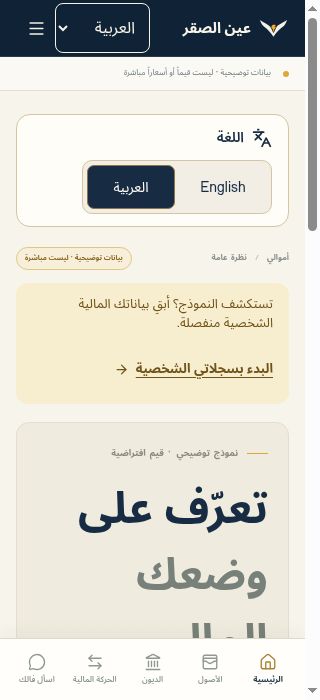 عين الصقر
العربية
بيانات توضيحية · ليست قيماً أو أسعاراً مباشرة
اللغة
English
العربية
أموالي / نظرة عامة
بيانات توضيحية · ليست مباشرة
تستكشف النموذج؟ أبقِ بياناتك المالية
الشخصية منفصلة.
البدء بسجلاتي الشخصية
نموذج توضيحي · قيم افتراضية
تعرّف على
وضعك
الرئيسية
الأصول
الديون
الحركة المالية
اسأل فالك